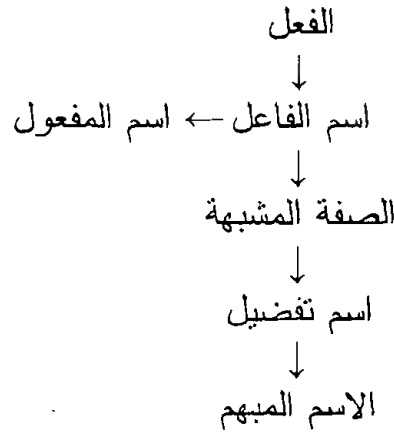 الفعل
↓
اسم الفاعل ← اسم المفعول
↓
الصفة المشبهة
↓
اسم تفضيل
↓
الاسم المبهم